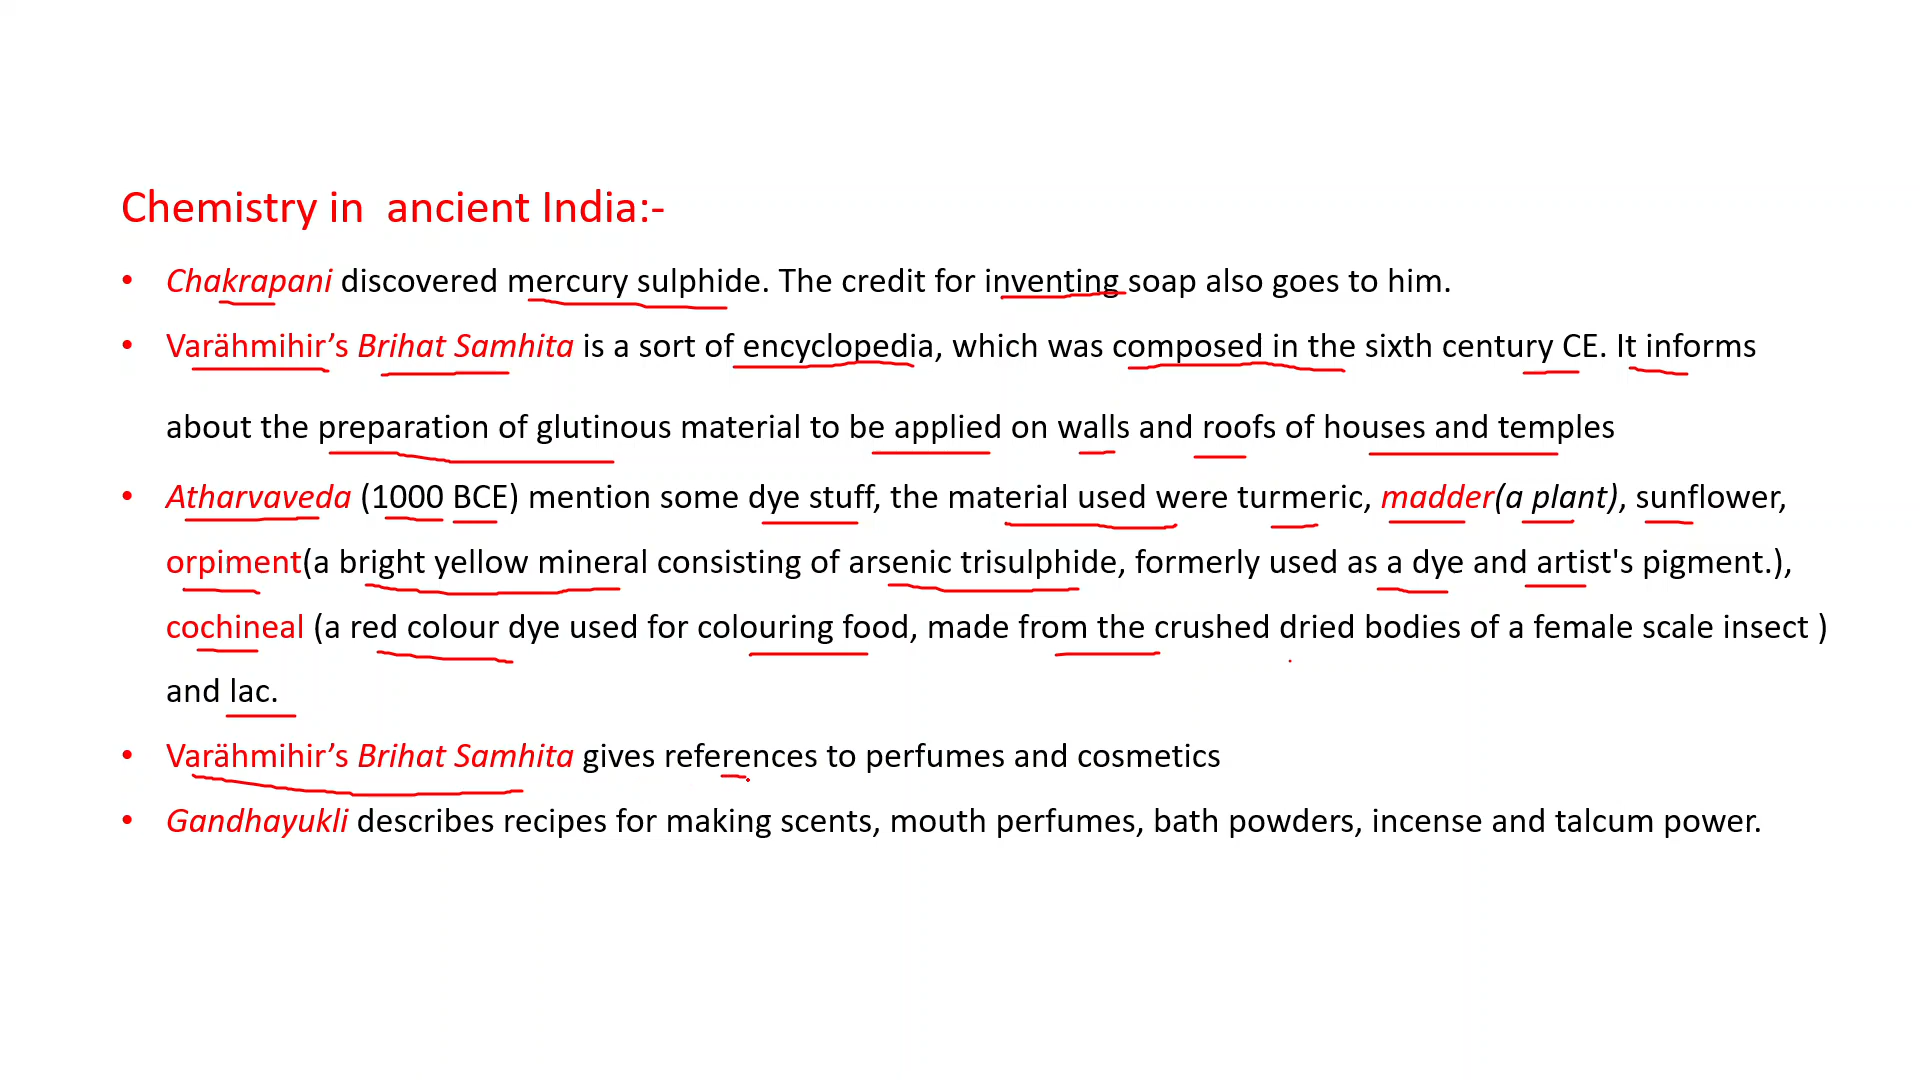 Chemistry in ancient India:-
• Chakrapani discovered mercury sulphide. The credit for inventing soap also goes to him.
• Varähmihir’s Brihat Samhita is a sort of encyclopedia, which was composed in the sixth century CE. It informs
about the preparation of glutinous material to be applied on walls and roofs of houses and temples
• Atharvaveda (1000 BCE) mention some dye stuff, the material used were turmeric, madder(a plant), sunflower,
orpiment(a bright yellow mineral consisting of arsenic trisulphide, formerly used as a dye and artist's pigment.),
cochineal (a red colour dye used for colouring food, made from the crushed dried bodies of a female scale insect )
and lac.
• Varähmihir’s Brihat Samhita gives references to perfumes and cosmetics
• Gandhayukli describes recipes for making scents, mouth perfumes, bath powders, incense and talcum power.